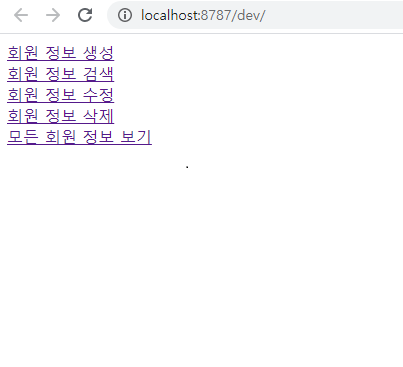 localhost:8787/dev/
회원 정보 생성
회원 정보 검색
회원 정보 수정
회원 정보 삭제
모든 회원 정보 보기